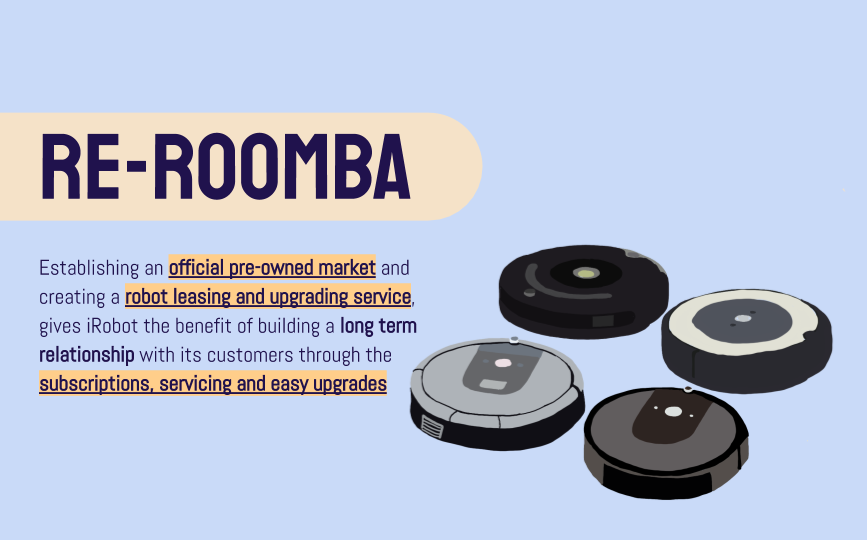 RE-ROOMBA
Establishing an official pre-owned market and
creating a robot leasing and upgrading service,
gives iRobot the benefit of building a long term
relationship with its customers through the
subscriptions, servicing and easy upgrades